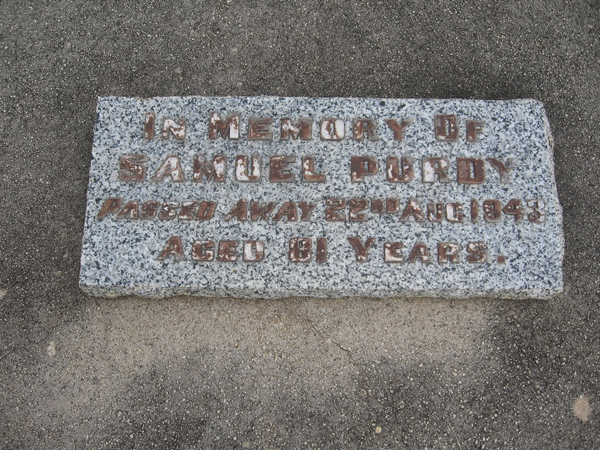 IN MEMORY OF
SAMUEL PURDY
PASSED AWAY 22ND AUG. 1943
AGED 81 YEARS.